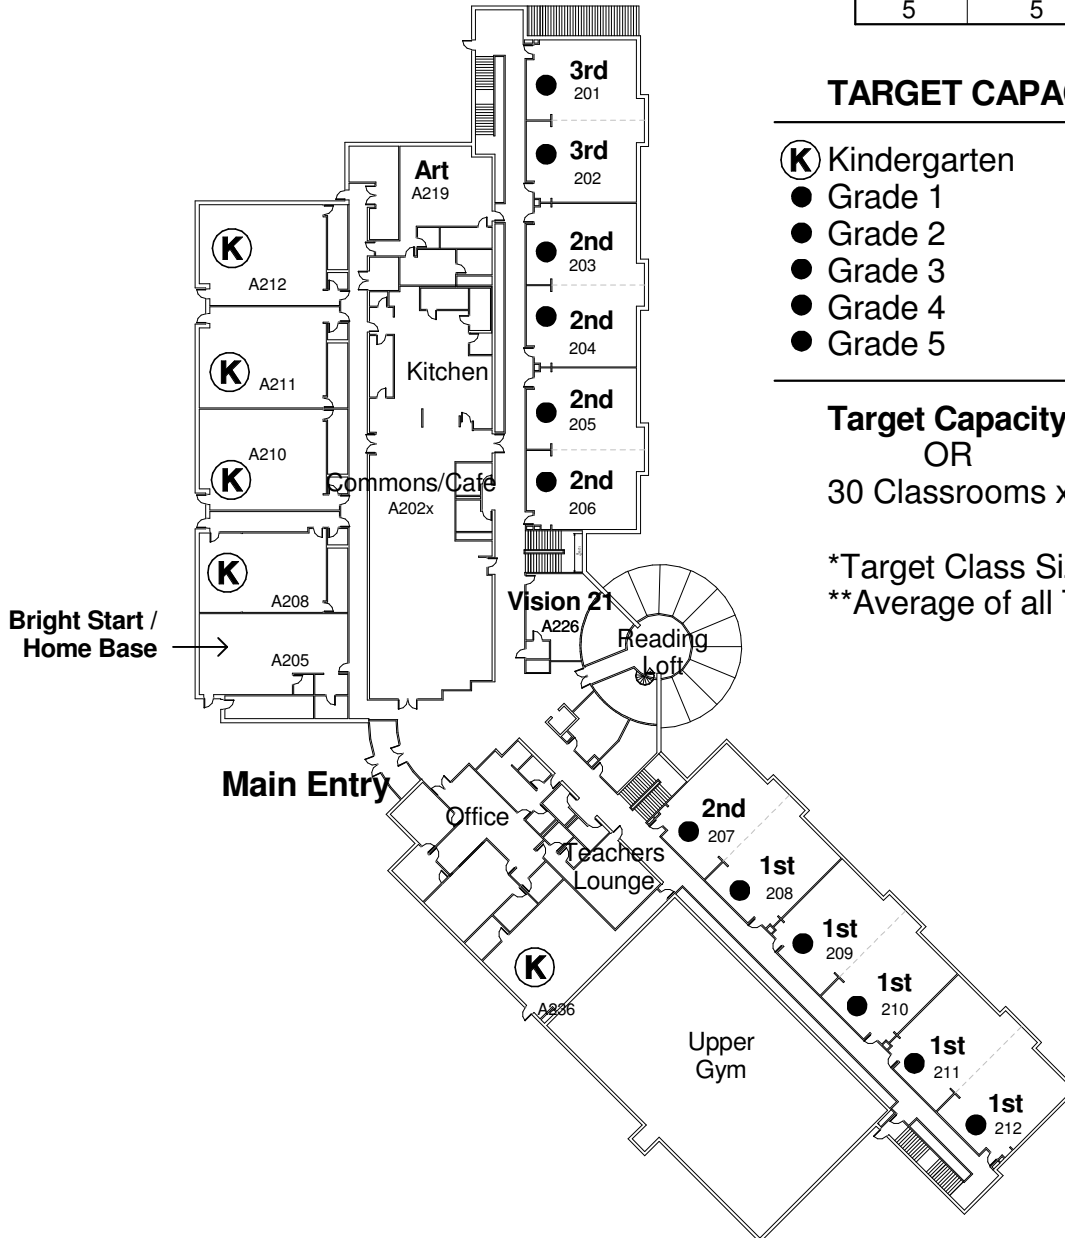 5 5
TARGET CAPA
K Kindergarten
Grade 1
Grade 2
Grade 3
Grade 4
Grade 5
Target Capacity
OR
30 Classrooms x
*Target Class Si
**Average of all
3rd
201
3rd
202
Art
A219
2nd
203
K
A212
2nd
204
Kitchen
K
A211
2nd
205
A210
K
Commons/Cafe
A202x
2nd
206
K
A208
Vision 21
A226
Bright Start /
Home Base
A205
Reading
Loft
Main Entry
Office
Teachers
Lounge
2nd
207
1st
208
1st
209
K
A236
1st
210
Upper
Gym
1st
211
1st
212